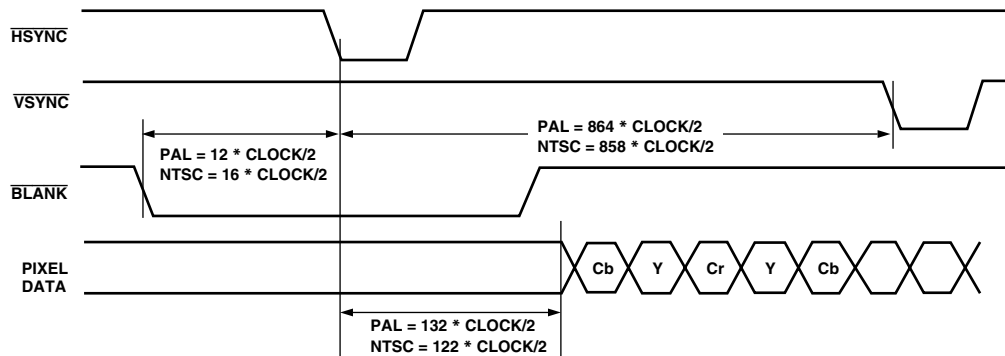 HSYNC
VSYNC
PAL = 864 * CLOCK/2
NTSC = 858 * CLOCK/2
PAL = 12 * CLOCK/2
NTSC = 16 * CLOCK/2
BLANK
PIXEL
DATA
Cb Y Cr Y Cb
PAL = 132 * CLOCK/2
NTSC = 122 * CLOCK/2